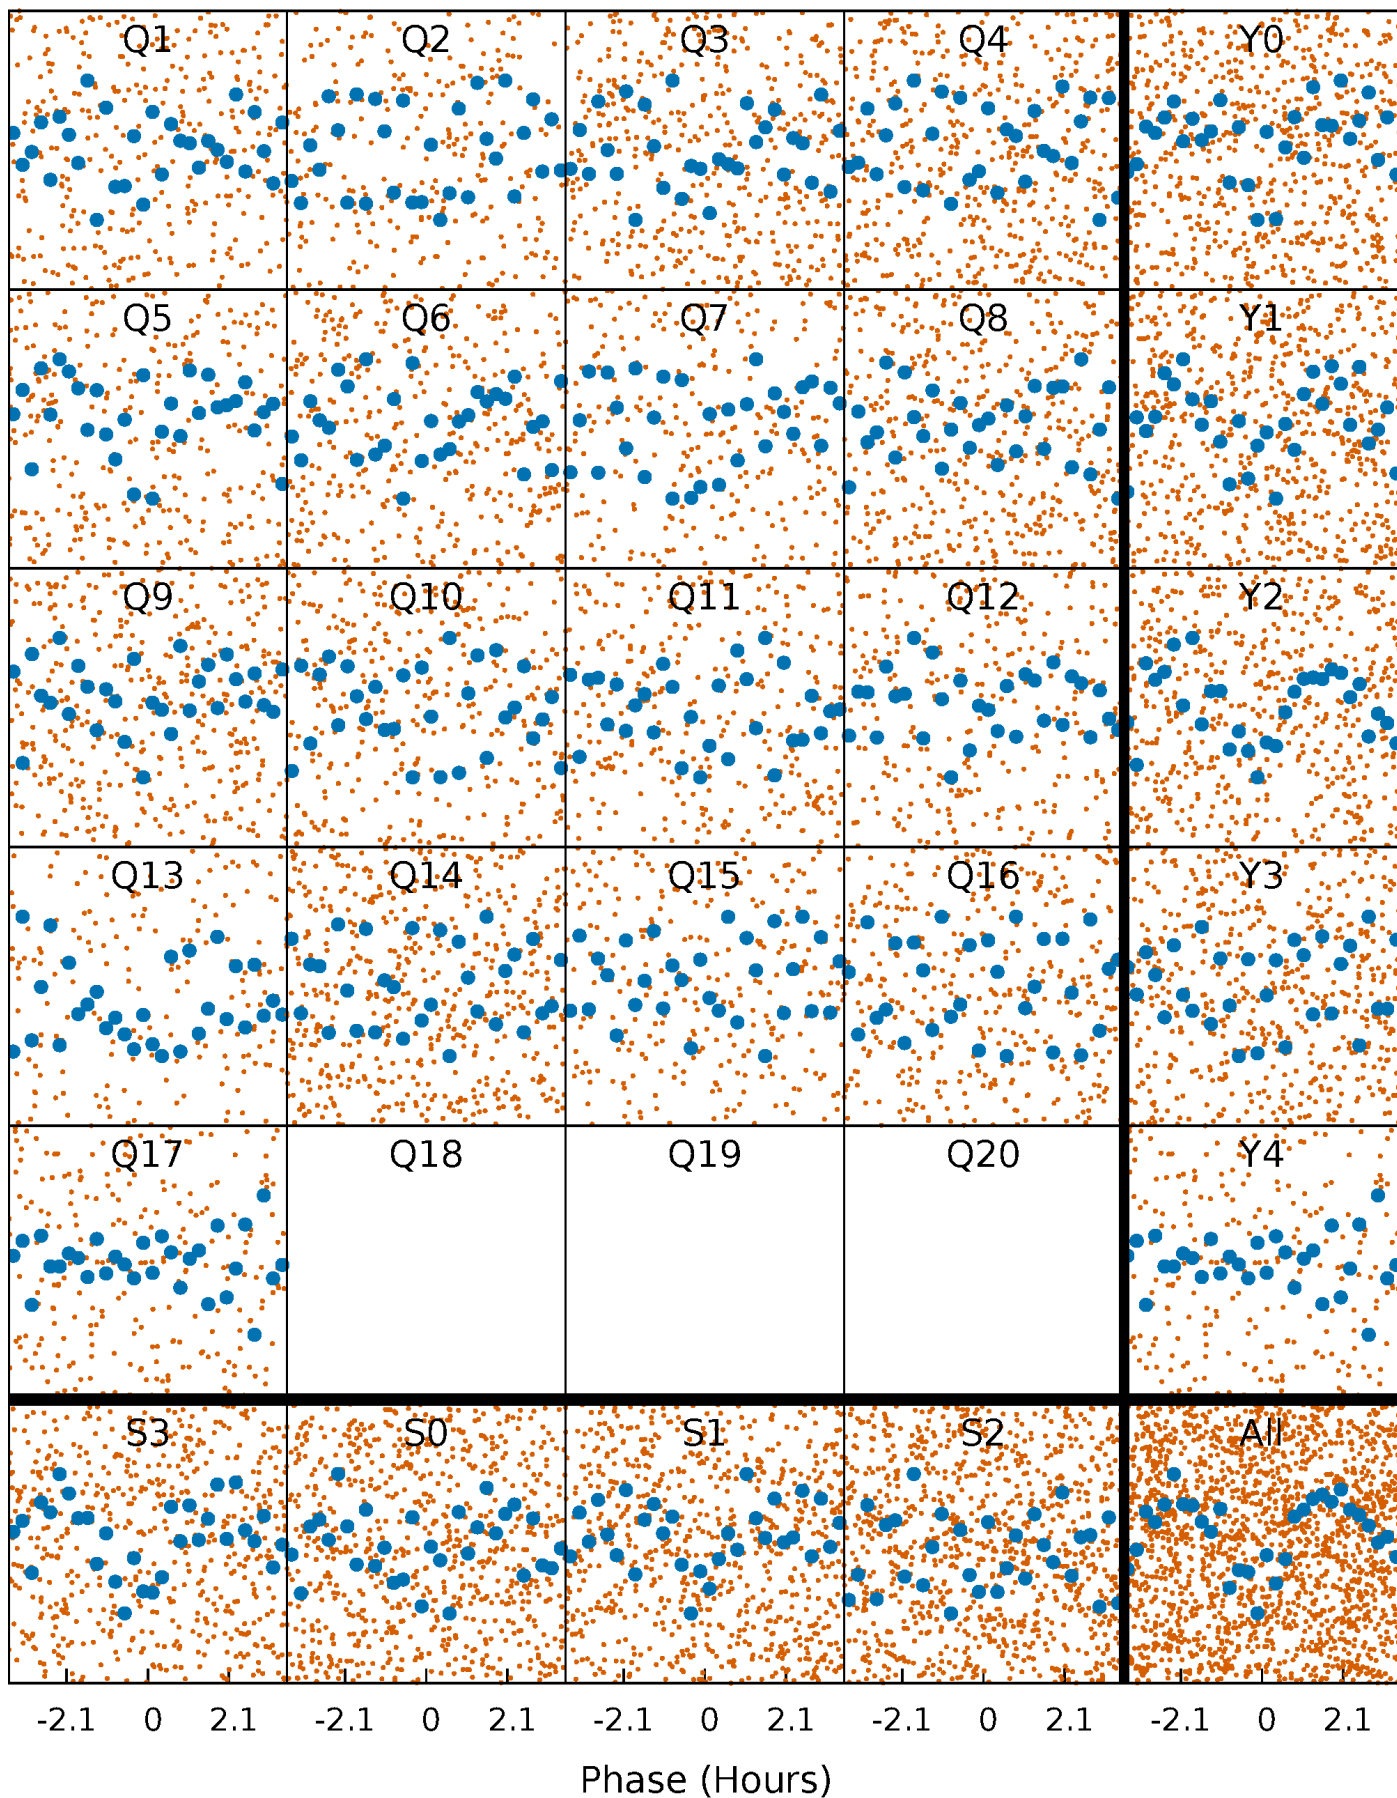 Q1 Q2 Q3 Q4 Y0
Q5 Q6 Q7 Q8 Y1
Q9 Q10 Q11 Q12 Y2
Q13 Q14 Q15 Q16 Y3
Q17 Q18 Q19 Q20 Y4
S3 S0 S1 S2 All
-2.1 0 2.1 -2.1 0 2.1 -2.1 0 2.1 -2.1 0 2.1 -2.1 0 2.1
Phase (Hours)